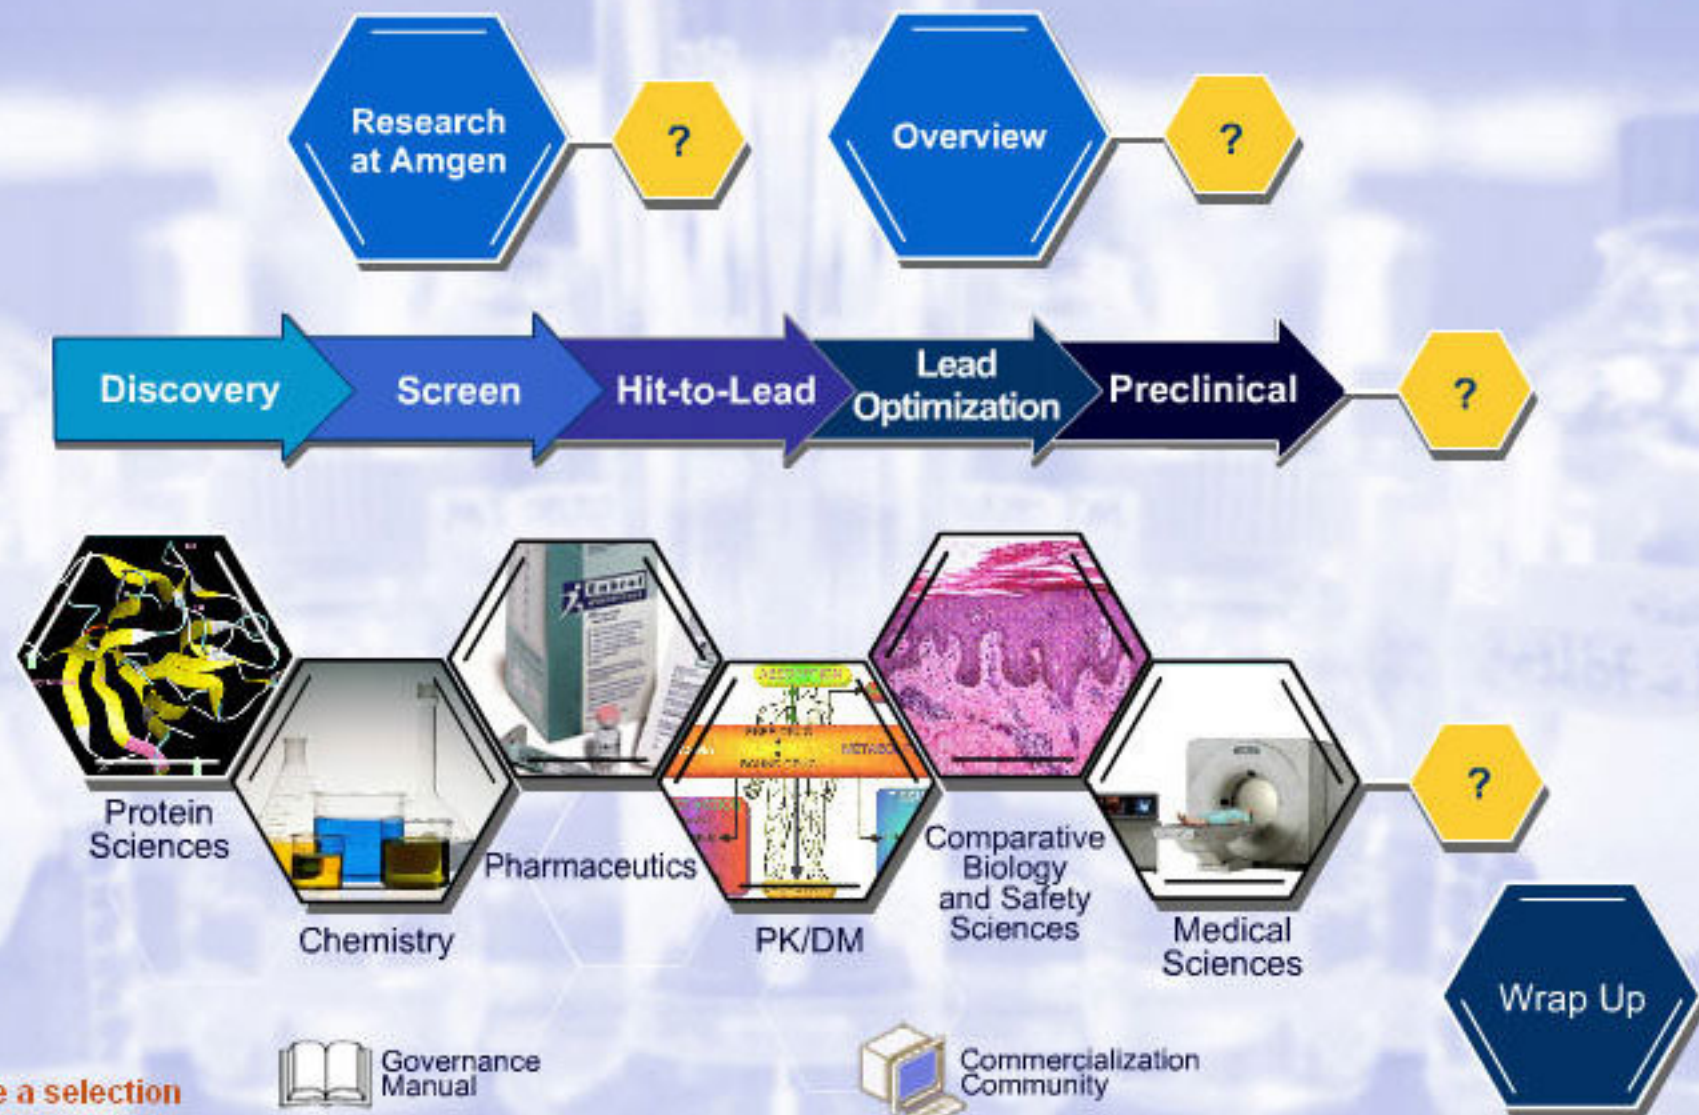 Research
at Amgen
?
Overview
?
Discovery
Screen
Hit-to-Lead
Lead
Optimization
Preclinical
?
Enbrel
?
Protein
Sciences
Pharmaceutics
Comparative
Biology
and Safety
Sciences
Chemistry
PK/DM
Medical
Sciences
Wrap Up
Governance
Manual
Commercialization
Community
a selection